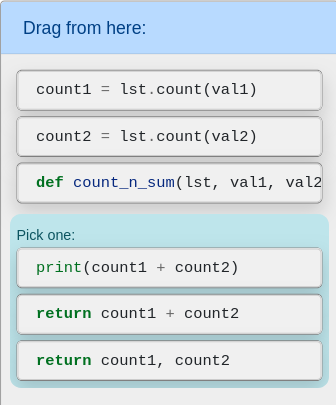 Drag from here:
count1 = lst.count(val1)
count2 = lst.count(val2)
def count_n_sum(lst, val1, val2
Pick one:
print(count1 + count2)
return count1 + count2
return count1, count2